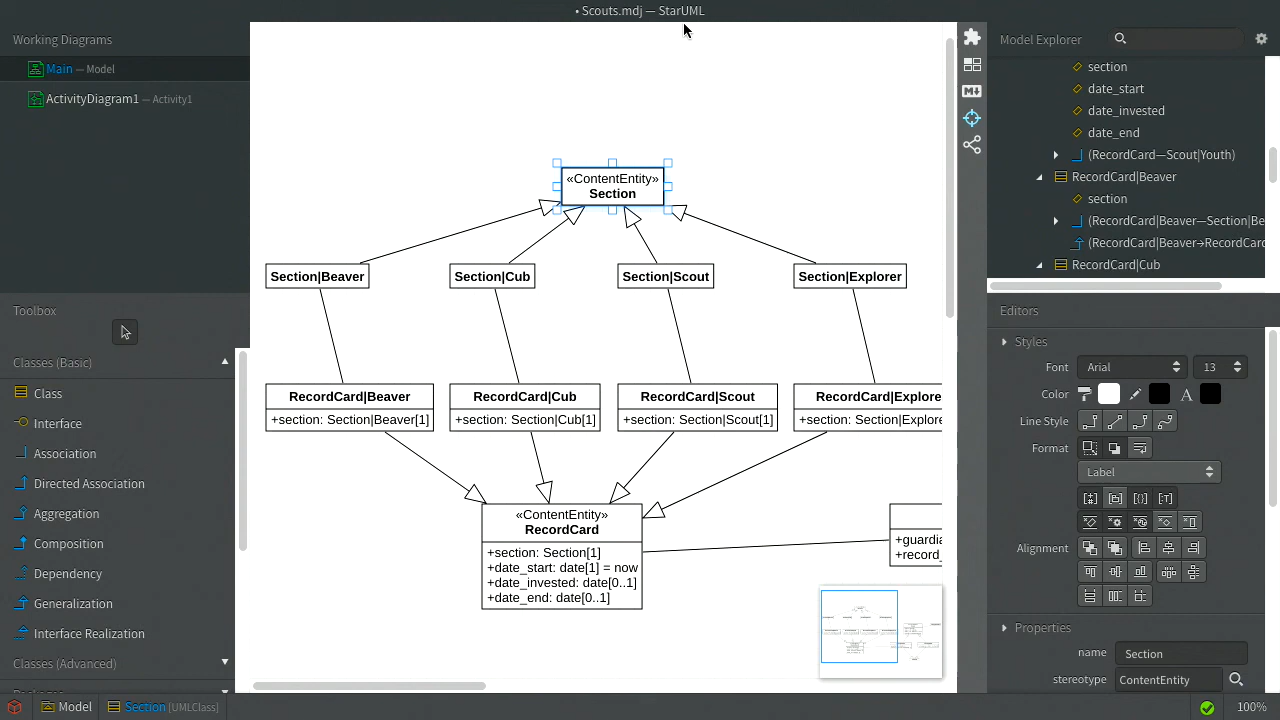 • Scouts.mdj — StarUML
Working Diagrams
Main — Model
ActivityDiagram1 — Activity1
Toolbox
Classes (Basic)
Class
Interface
Association
Directed Association
Aggregation
Composition
Dependency
Generalization
Interface Realization
Classes (Advanced)
«ContentEntity»
Section
Section|Beaver
Section|Cub
Section|Scout
Section|Explorer
RecordCard|Beaver
+section: Section|Beaver[1]
RecordCard|Cub
+section: Section|Cub[1]
RecordCard|Scout
+section: Section|Scout[1]
RecordCard|Explore
+section: Section|Explore
«ContentEntity»
RecordCard
+section: Section[1]
+date_start: date[1] = now
+date_invested: date[0..1]
+date_end: date[0..1]
+guardia
+record_
Model Explorer
section
date_start
date_invested
date_end
(RecordCard—Scout|Youth)
RecordCard|Beaver
section
(RecordCard|Beaver—Section|Be
(RecordCard|Beaver→RecordCard
RecordCard|Cub
Editors
Styles
Font
Arial
13
Color
A
Line Style
Format
Label
Alignment
Properties
name
Section
stereotype
ContentEntity
Model
Section [UMLClass]
100%